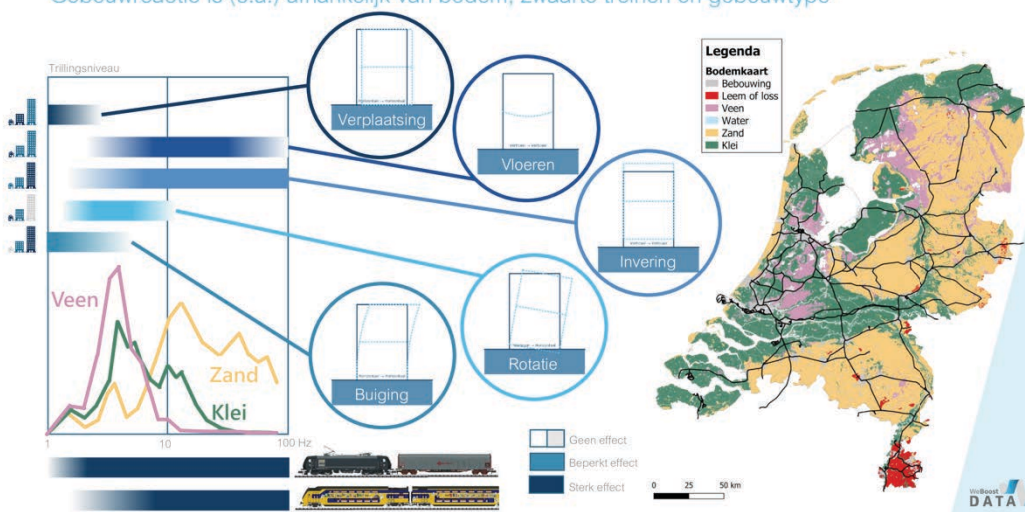 Gebouwreactie is (o.a.) afhankelijk van bodem, zwaarte treinen en gebouwtype
Trillingsniveau
Verplaatsing
Vloeren
Invering
Rotatie
Buiging
Veen
Zand
Klei
1
10
100 Hz
Geen effect
Beperkt effect
Sterk effect
Legenda
Bodemkaart
Bebouwing
Leem of loss
Veen
Water
Zand
Klei
0 25 50 km
WeBoost
DATA